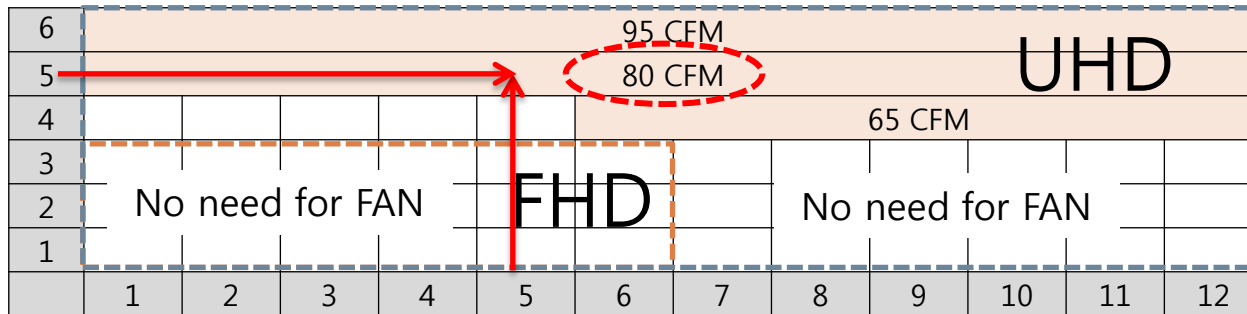 6 95 CFM
5 80 CFM UHD
4 65 CFM
3
2 No need for FAN FHD No need for FAN
1
1 2 3 4 5 6 7 8 9 10 11 12